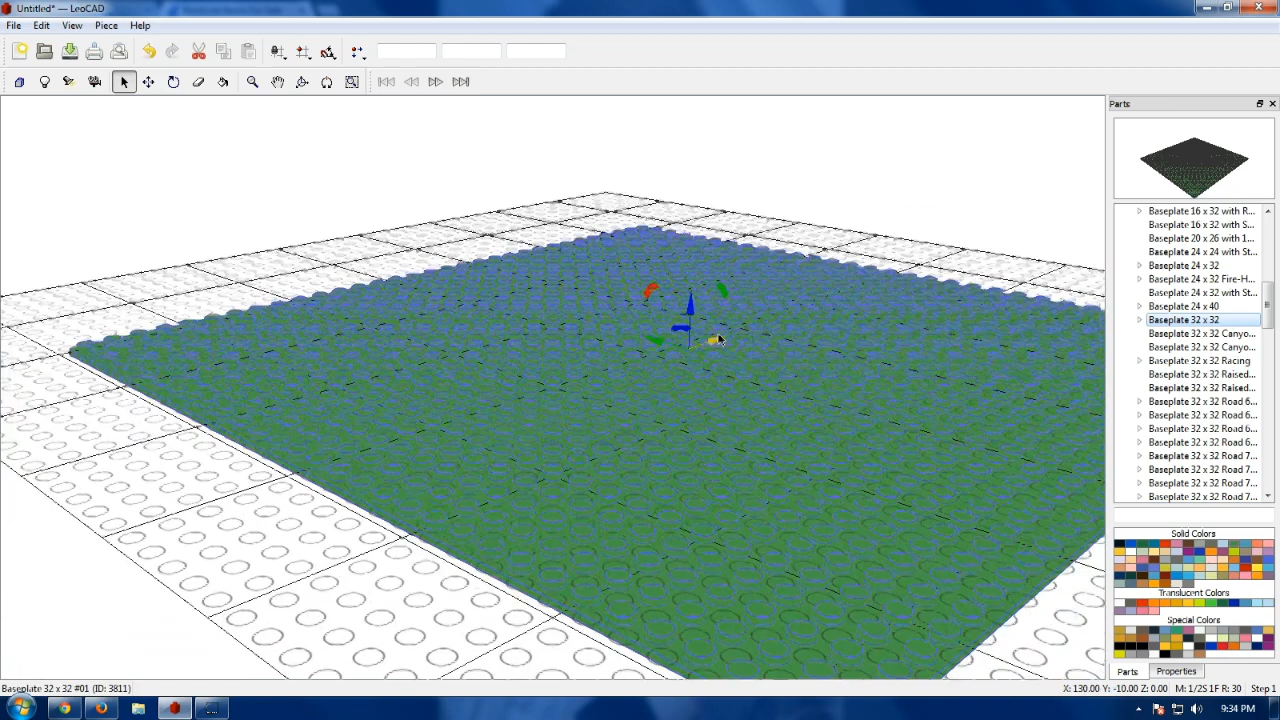 Untitled* — LeoCAD
File Edit View Piece Help
Parts
Baseplate 16 x 32 with R...
Baseplate 16 x 32 with S...
Baseplate 20 x 26 with 1...
Baseplate 24 x 24 with St...
Baseplate 24 x 32
Baseplate 24 x 32 Fire-H...
Baseplate 24 x 32 with St...
Baseplate 24 x 40
Baseplate 32 x 32
Baseplate 32 x 32 Canyo...
Baseplate 32 x 32 Canyo...
Baseplate 32 x 32 Racing
Baseplate 32 x 32 Raised...
Baseplate 32 x 32 Raised...
Baseplate 32 x 32 Road 6...
Baseplate 32 x 32 Road 6...
Baseplate 32 x 32 Road 6...
Baseplate 32 x 32 Road 6...
Baseplate 32 x 32 Road 7...
Baseplate 32 x 32 Road 7...
Baseplate 32 x 32 Road 7...
Baseplate 32 x 32 Road 7...
Solid Colors
Translucent Colors
Special Colors
Parts Properties
Baseplate 32 x 32 #01 (ID: 3811)
X: 130.00 Y: -10.00 Z: 0.00 M: 1/2S 1F R: 30 Step 1
9:34 PM